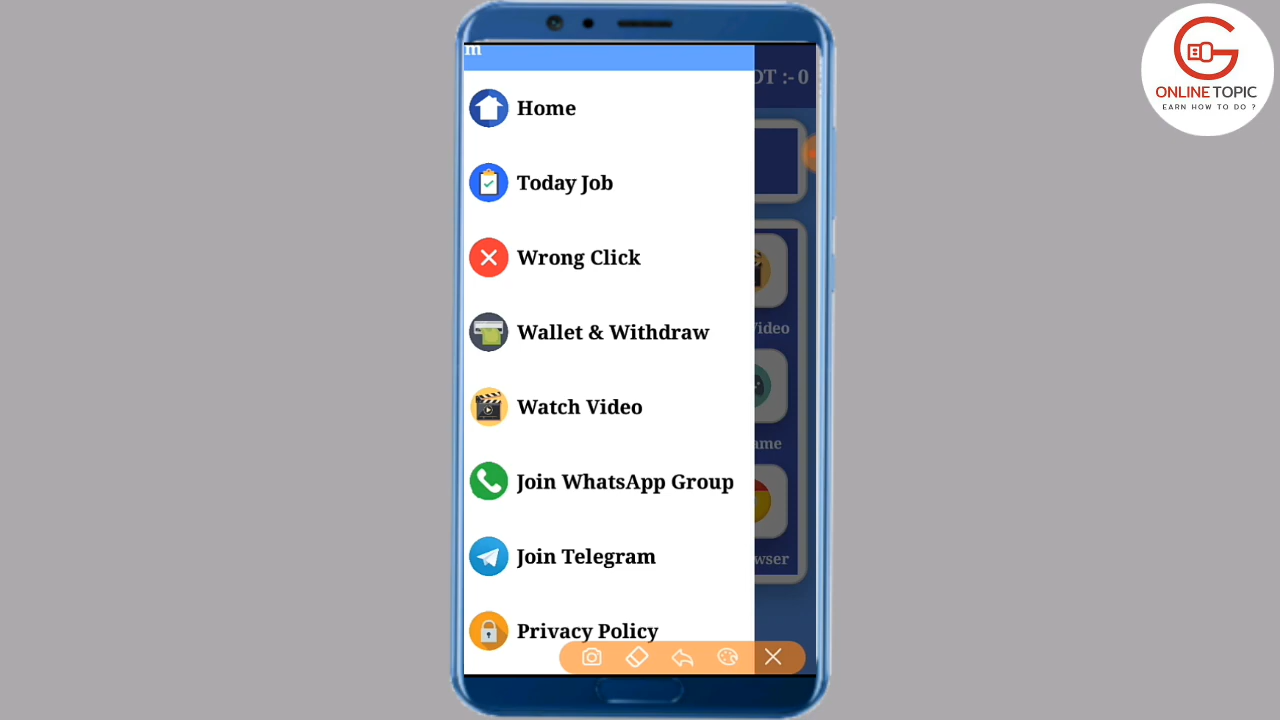 m
OT :- 0
Home
Today Job
Wrong Click
Wallet & Withdraw
Watch Video
Video
Join WhatsApp Group
ame
Join Telegram
wser
Privacy Policy
ONLINE TOPIC
EARN HOW TO DO ?